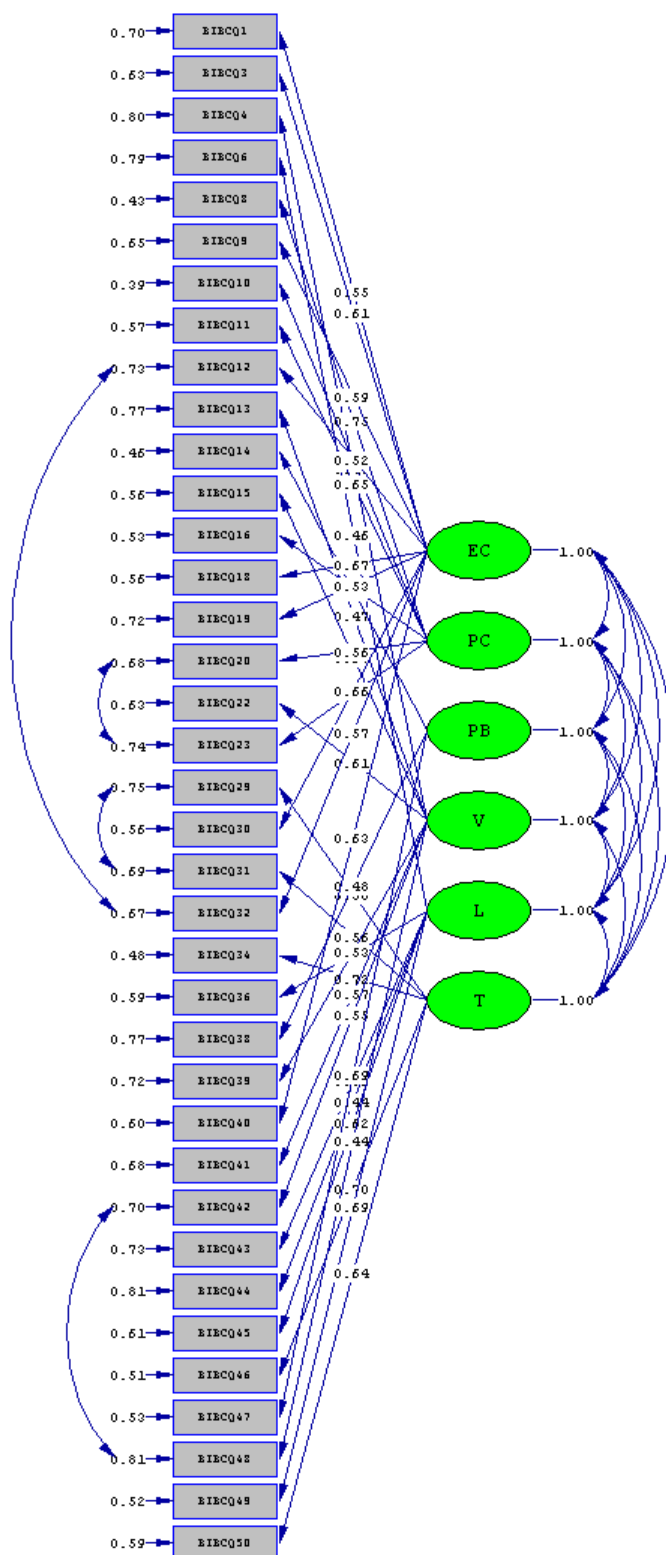 0.70 BIBCQ1
0.63 BIBCQ3
0.80 BIBCQ4
0.79 BIBCQ6
0.43 BIBCQ8
0.65 BIBCQ9
0.39 BIBCQ10
0.57 BIBCQ11
0.73 BIBCQ12
0.77 BIBCQ13
0.46 BIBCQ14
0.56 BIBCQ15
0.53 BIBCQ16
0.56 BIBCQ18
0.72 BIBCQ19
0.68 BIBCQ20
0.63 BIBCQ22
0.74 BIBCQ23
0.75 BIBCQ29
0.56 BIBCQ30
0.69 BIBCQ31
0.67 BIBCQ32
0.48 BIBCQ34
0.59 BIBCQ36
0.77 BIBCQ38
0.72 BIBCQ39
0.60 BIBCQ40
0.68 BIBCQ41
0.70 BIBCQ42
0.73 BIBCQ43
0.81 BIBCQ44
0.61 BIBCQ45
0.51 BIBCQ46
0.53 BIBCQ47
0.81 BIBCQ48
0.52 BIBCQ49
0.59 BIBCQ50
0.55
0.61
0.59
0.75
0.52
0.65
0.46
0.67
0.53
0.47
0.56
0.66
0.57
0.61
0.63
0.48
0.56
0.53
0.72
0.57
0.55
0.69
0.44
0.62
0.44
0.70
0.69
0.64
EC 1.00
PC 1.00
PB 1.00
V 1.00
L 1.00
T 1.00